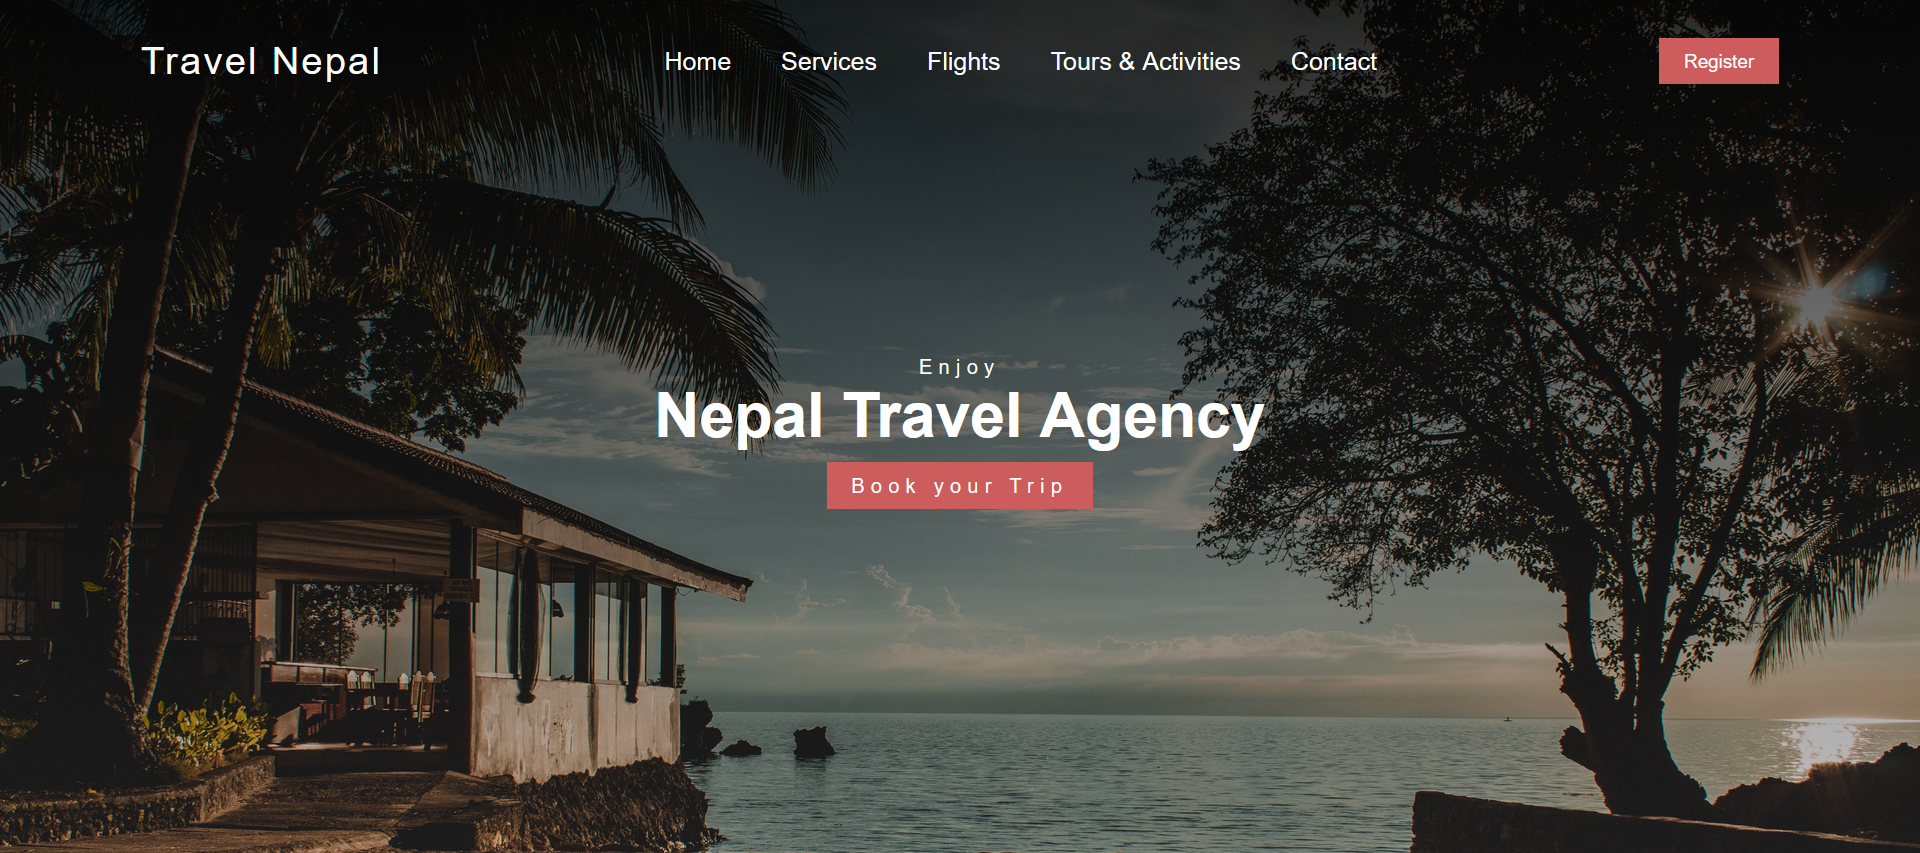 Travel Nepal
Home Services Flights Tours & Activities Contact
Register
Enjoy
Nepal Travel Agency
Book your Trip